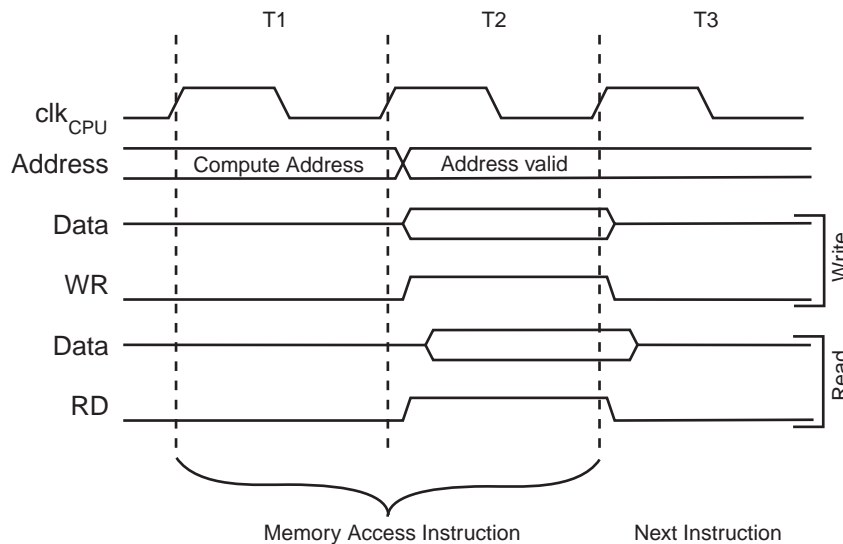 T1 T2 T3
clkCPU
Address Compute Address Address valid
Data
WR
Write
Data
RD
Read
Memory Access Instruction Next Instruction